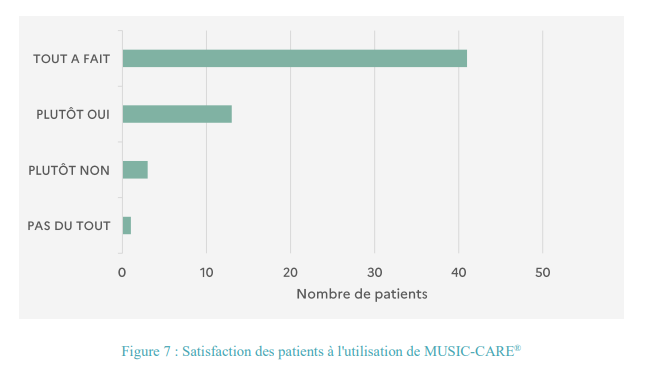 TOUT A FAIT
PLUTÔT OUI
PLUTÔT NON
PAS DU TOUT
0 10 20 30 40 50
Nombre de patients
Figure 7 : Satisfaction des patients à l'utilisation de MUSIC-CARE®